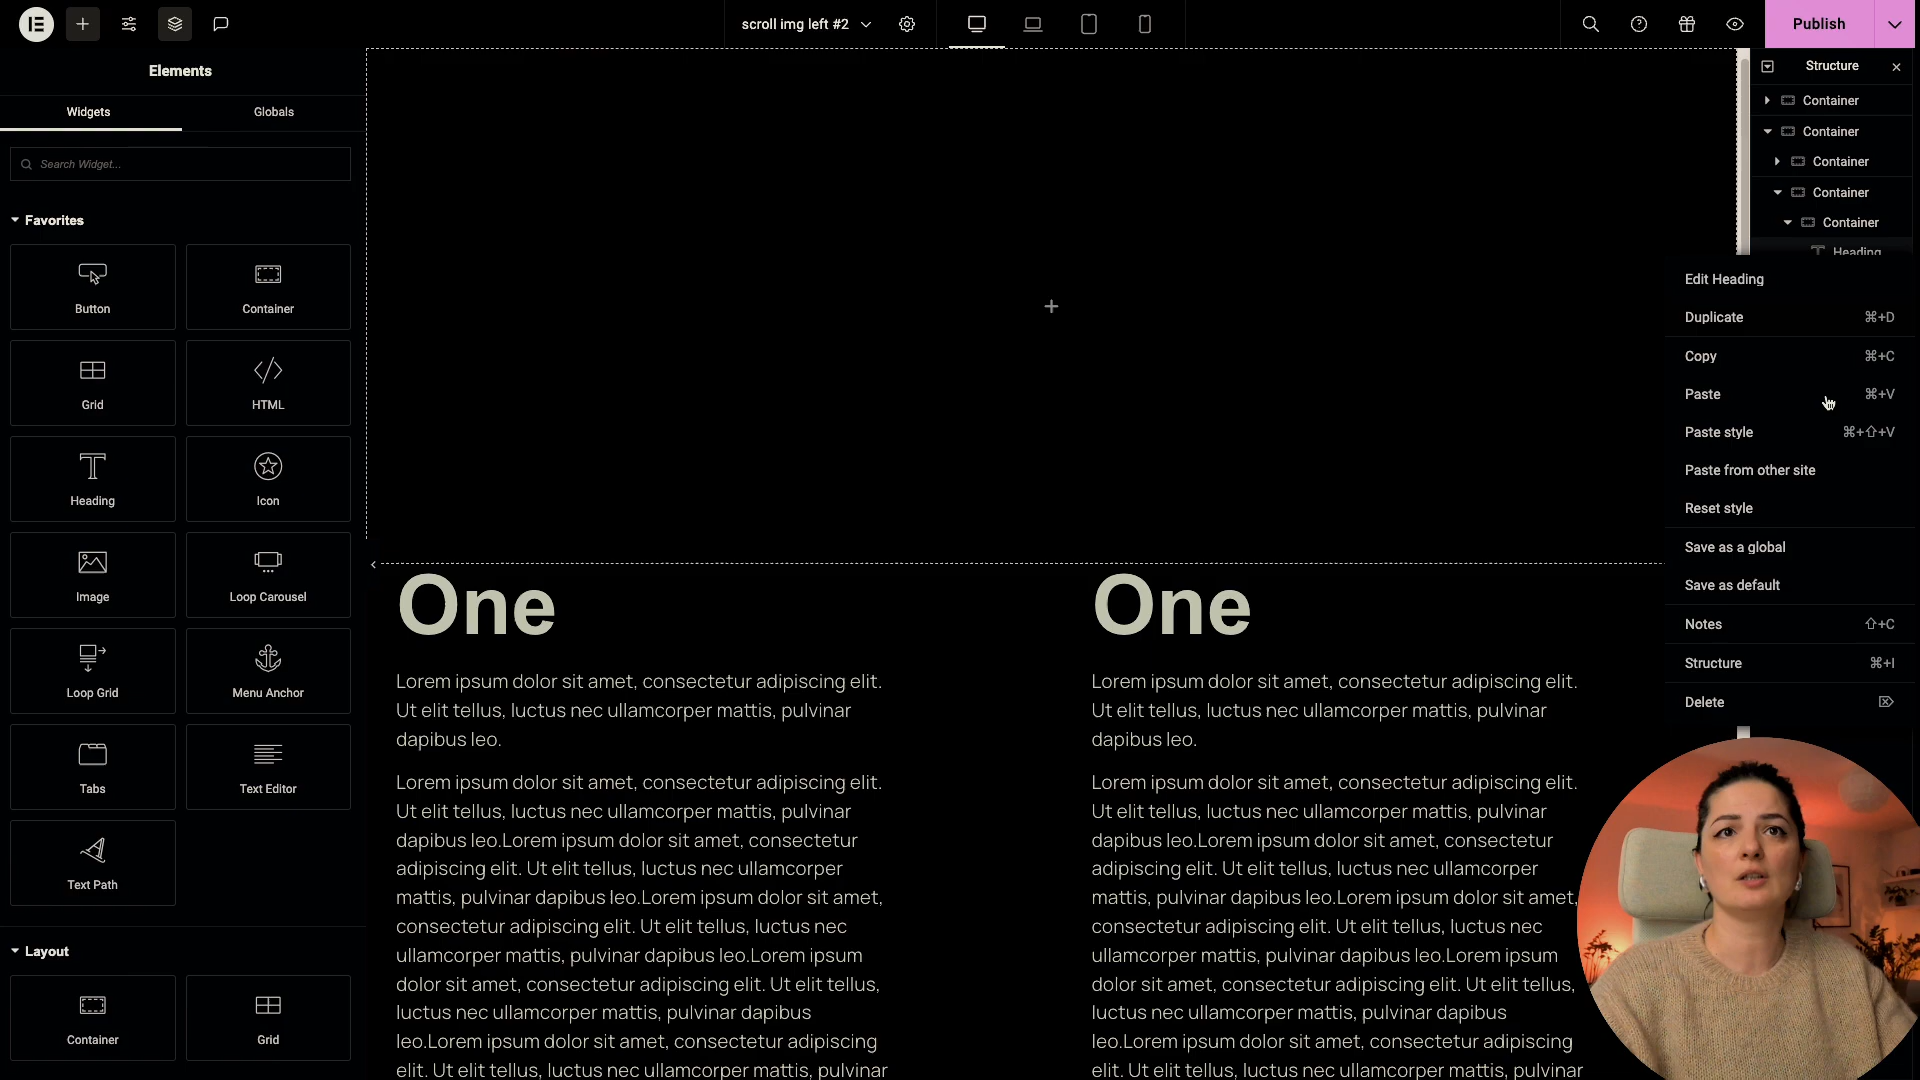 scroll img left #2
Publish
Elements
Widgets
Globals
Search Widget...
Favorites
Button
Container
Grid
HTML
Heading
Icon
Image
Loop Carousel
Loop Grid
Menu Anchor
Tabs
Text Editor
Text Path
Layout
Container
Grid
One
Lorem ipsum dolor sit amet, consectetur adipiscing elit.
Ut elit tellus, luctus nec ullamcorper mattis, pulvinar
dapibus leo.
Lorem ipsum dolor sit amet, consectetur adipiscing elit.
Ut elit tellus, luctus nec ullamcorper mattis, pulvinar
dapibus leo.Lorem ipsum dolor sit amet, consectetur
adipiscing elit. Ut elit tellus, luctus nec ullamcorper
mattis, pulvinar dapibus leo.Lorem ipsum dolor sit amet,
consectetur adipiscing elit. Ut elit tellus, luctus nec
ullamcorper mattis, pulvinar dapibus leo.Lorem ipsum
dolor sit amet, consectetur adipiscing elit. Ut elit tellus,
luctus nec ullamcorper mattis, pulvinar dapibus
leo.Lorem ipsum dolor sit amet, consectetur adipiscing
elit. Ut elit tellus, luctus nec ullamcorper mattis, pulvinar
One
Lorem ipsum dolor sit amet, consectetur adipiscing elit.
Ut elit tellus, luctus nec ullamcorper mattis, pulvinar
dapibus leo.
Lorem ipsum dolor sit amet, consectetur adipiscing elit.
Ut elit tellus, luctus nec ullamcorper mattis, pulvinar
dapibus leo.Lorem ipsum dolor sit amet, consectetur
adipiscing elit. Ut elit tellus, luctus nec ullamcorper
mattis, pulvinar dapibus leo.Lorem ipsum dolor sit amet,
consectetur adipiscing elit. Ut elit tellus, luctus nec
ullamcorper mattis, pulvinar dapibus leo.Lorem ipsum
dolor sit amet, consectetur adipiscing elit. Ut elit tellus,
luctus nec ullamcorper mattis, pulvinar dapibus
leo.Lorem ipsum dolor sit amet, consectetur adipiscing
elit. Ut elit tellus, luctus nec ullamcorper mattis, pulvinar
Structure
Container
Container
Container
Container
Container
Heading
Edit Heading
Duplicate ⌘+D
Copy ⌘+C
Paste ⌘+V
Paste style ⌘+⇧+V
Paste from other site
Reset style
Save as a global
Save as default
Notes ⇧+C
Structure ⌘+I
Delete ⌦